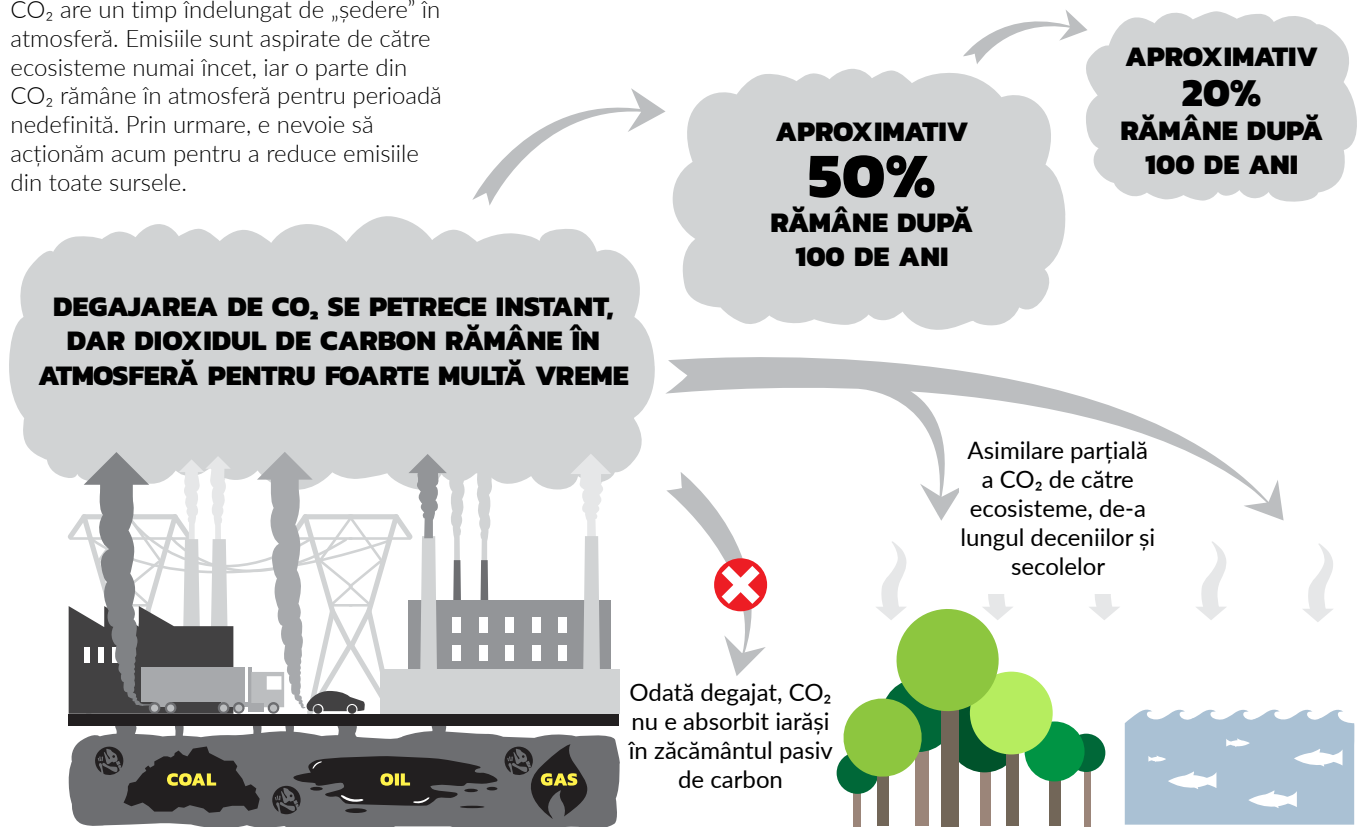 CO₂ are un timp îndelungat de „ședere” în
atmosferă. Emisiile sunt aspirate de către
ecosisteme numai încet, iar o parte din
CO₂ rămâne în atmosferă pentru perioadă
nedefinită. Prin urmare, e nevoie să
acționăm acum pentru a reduce emisiile
din toate sursele.
APROXIMATIV
50%
RĂMÂNE DUPĂ
100 DE ANI
APROXIMATIV
20%
RĂMÂNE DUPĂ
100 DE ANI
DEGAJAREA DE CO₂ SE PETRECE INSTANT,
DAR DIOXIDUL DE CARBON RĂMÂNE ÎN
ATMOSFERĂ PENTRU FOARTE MULTĂ VREME
Asimilare parțială
a CO₂ de către
ecosisteme, de-a
lungul deceniilor și
secolelor
Odată degajat, CO₂
nu e absorbit iarăși
în zăcământul pasiv
de carbon
COAL
OIL
GAS